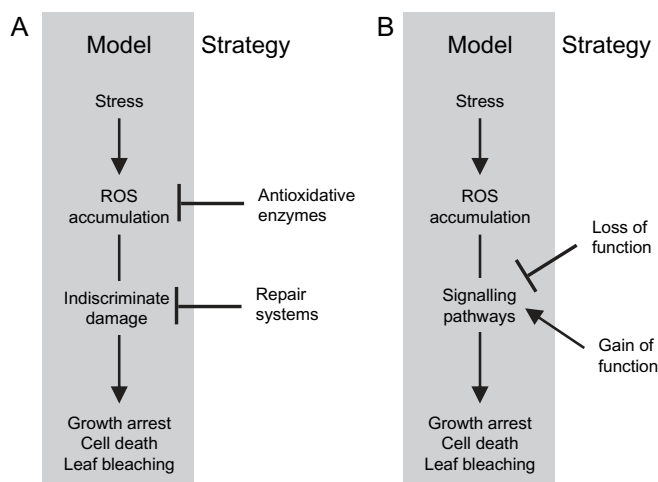 A
Model
Strategy
Stress
ROS
accumulation
Antioxidative
enzymes
Indiscriminate
damage
Repair
systems
Growth arrest
Cell death
Leaf bleaching
B
Model
Strategy
Stress
ROS
accumulation
Loss of
function
Signalling
pathways
Gain of
function
Growth arrest
Cell death
Leaf bleaching